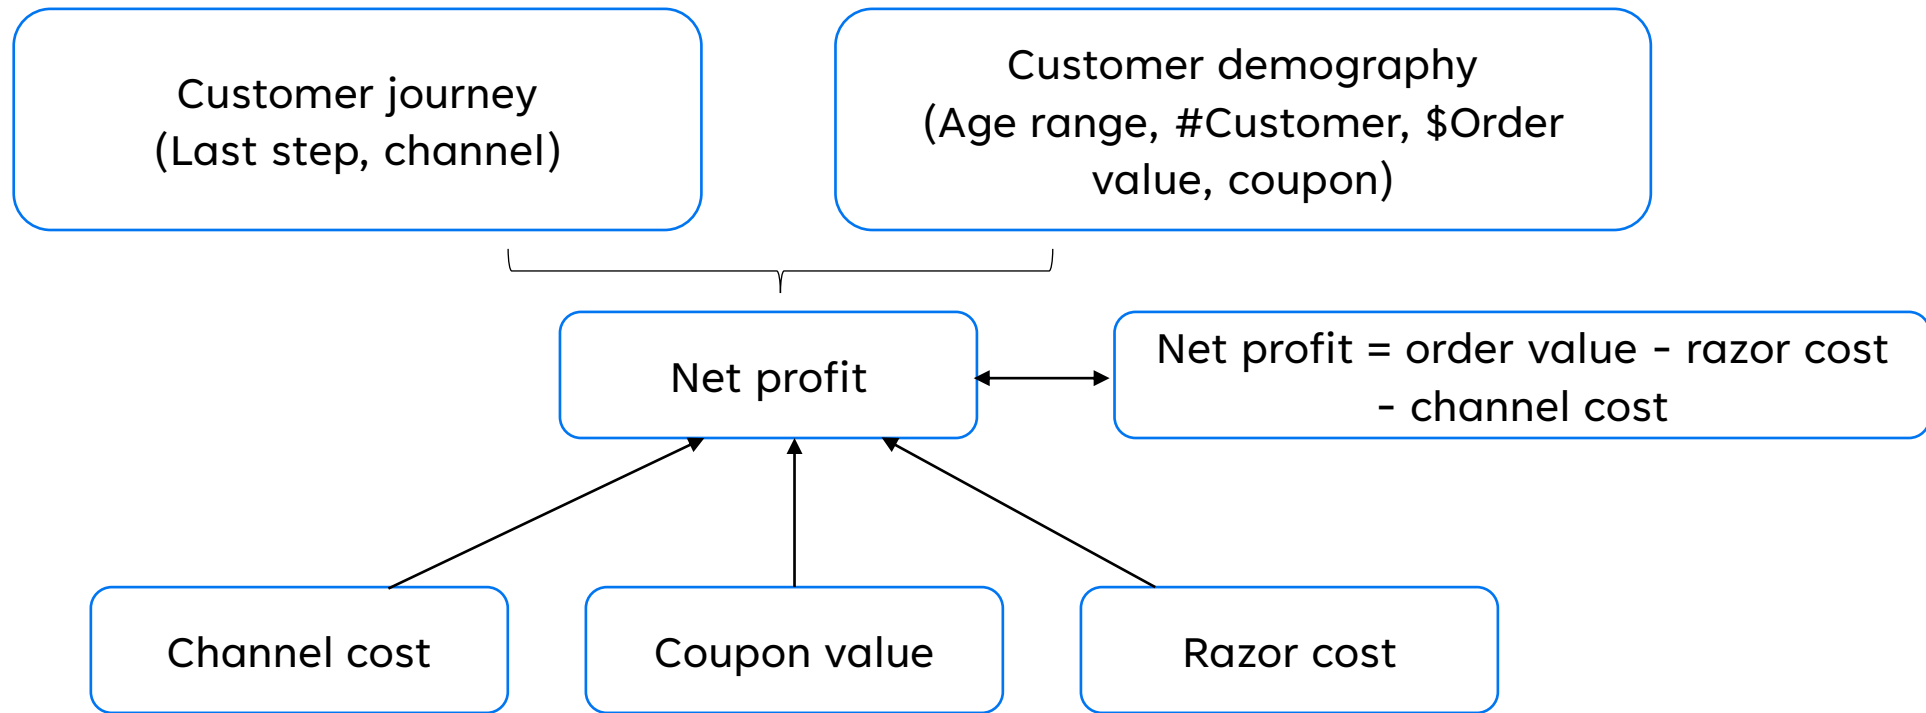 Customer journey
(Last step, channel)
Customer demography
(Age range, #Customer, $Order
value, coupon)
Net profit
Net profit = order value - razor cost
- channel cost
Channel cost
Coupon value
Razor cost